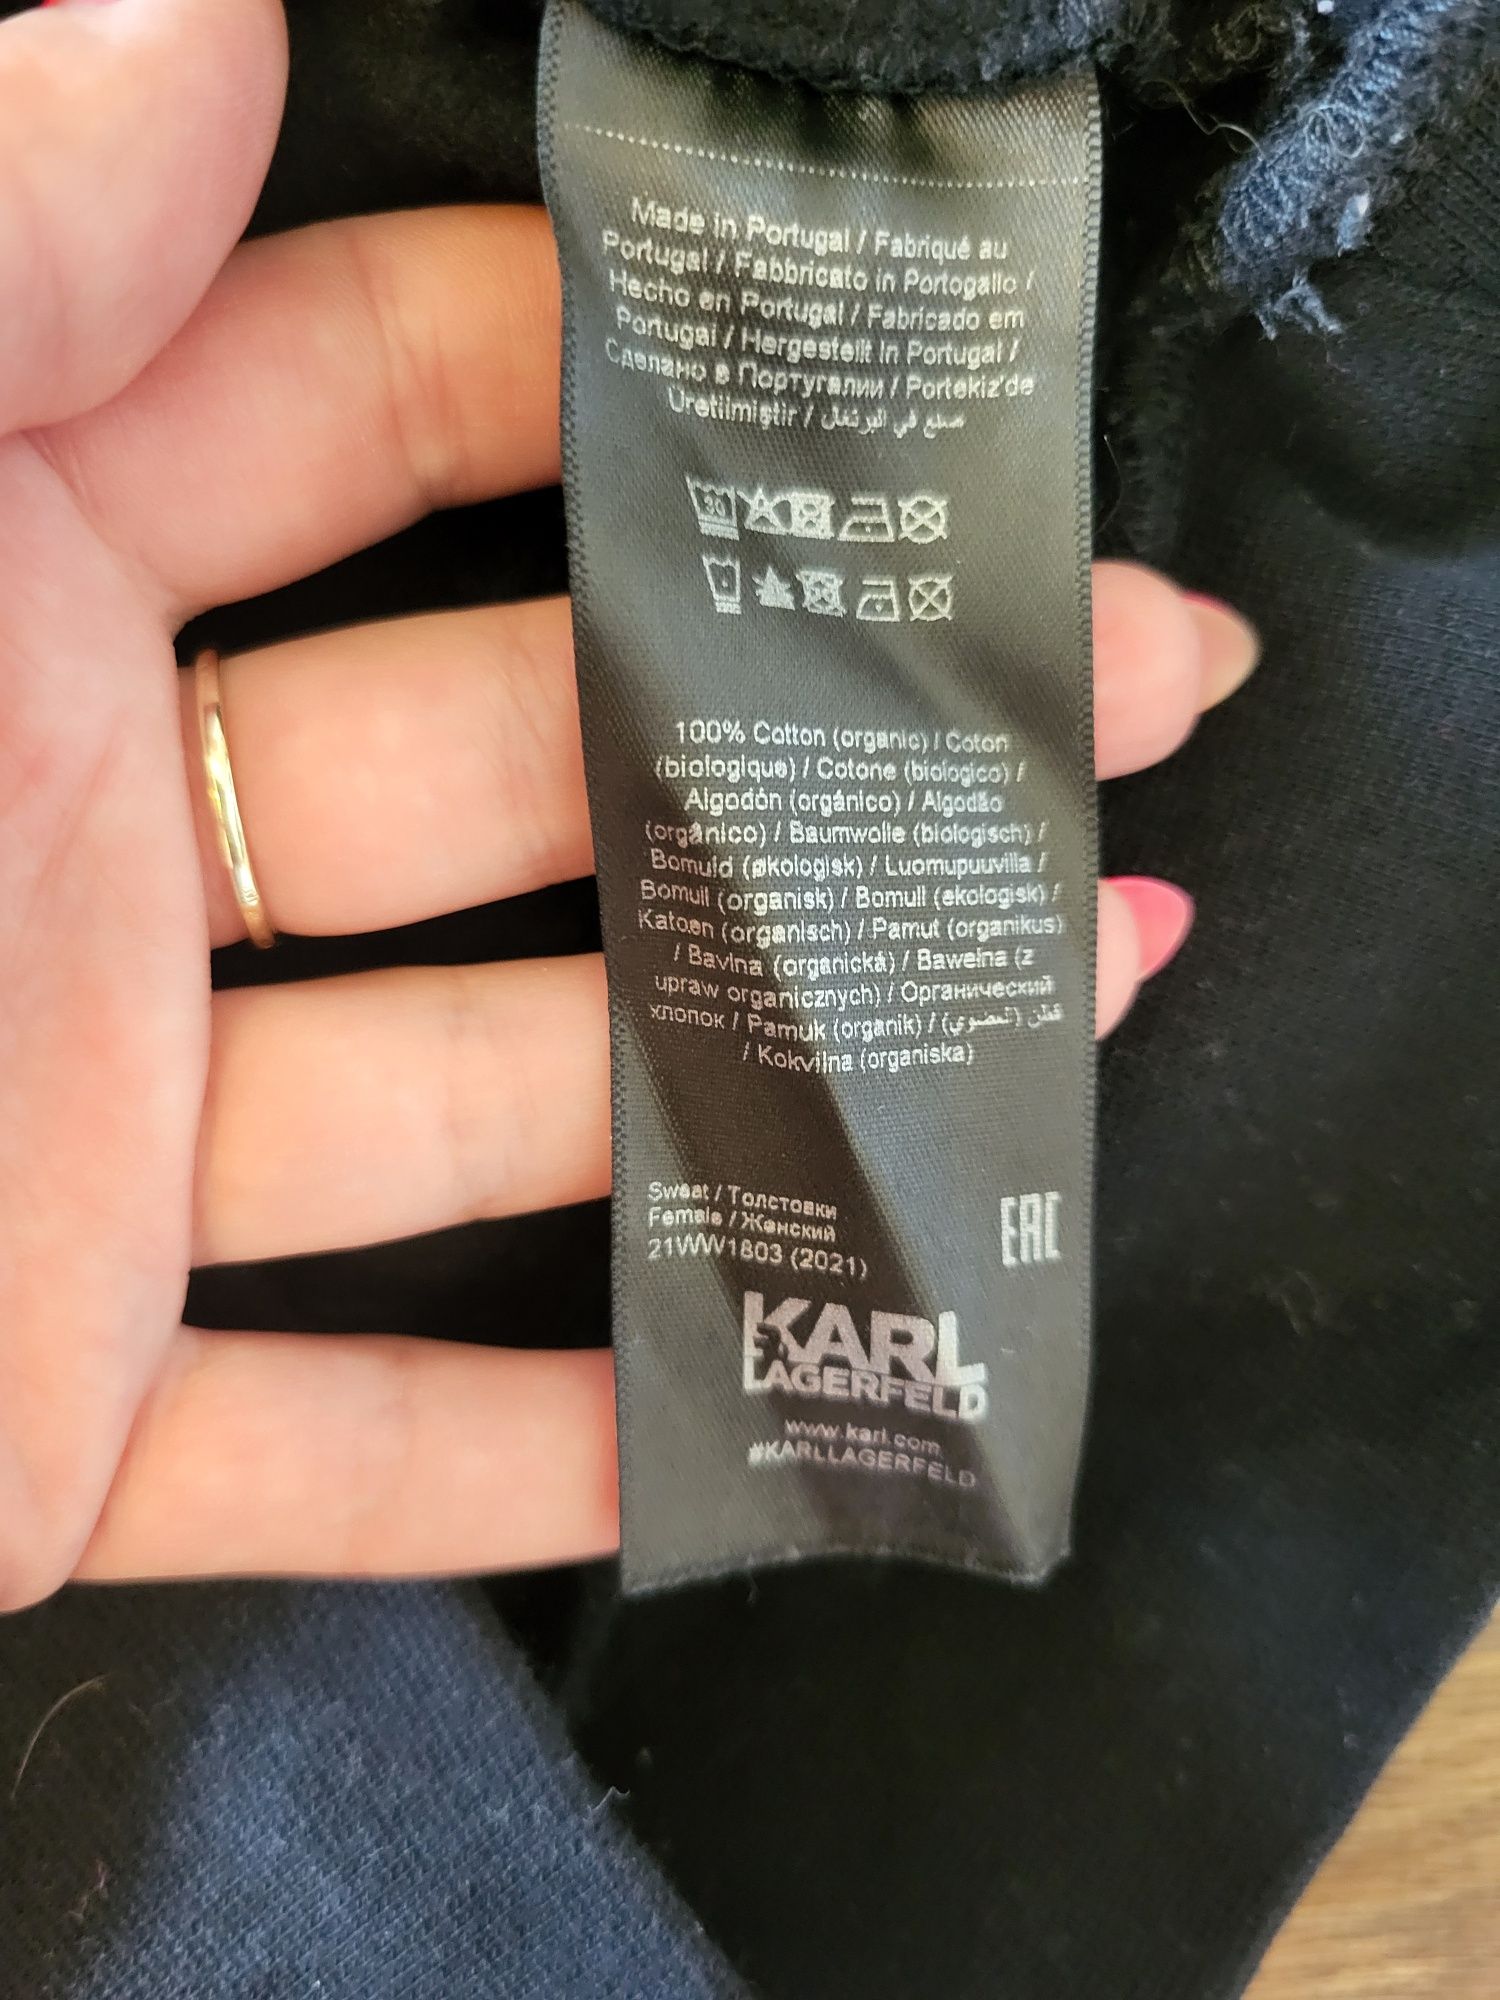 Made in Portugal / Fabriqué au
Portugal / Fabbricato in Portogallo /
Hecho en Portugal / Fabricado em
Portugal / Hergestellt in Portugal /
Сделано в Португалии / Portekiz'de
Üretilmiştir / صنع في البرتغال
30
100% Cotton (organic) / Coton
(biologique) / Cotone (biologico) /
Algodón (orgánico) / Algodão
(orgânico) / Baumwolle (biologisch) /
Bomuld (økologisk) / Luomupuuvilla /
Bomull (organisk) / Bomull (økologisk) /
Katoen (organisch) / Pamut (organikus)
/ Bavlna (organická) / Bawełna (z
upraw organicznych) / Органический
хлопок / Pamuk (organik) / قطن (العضوي)
/ Kokvilna (organiska)
Sweat / Толстовки
Female / Женский
21WW1803 (2021)
EAC
KARL
LAGERFELD
www.karl.com
#KARLLAGERFELD